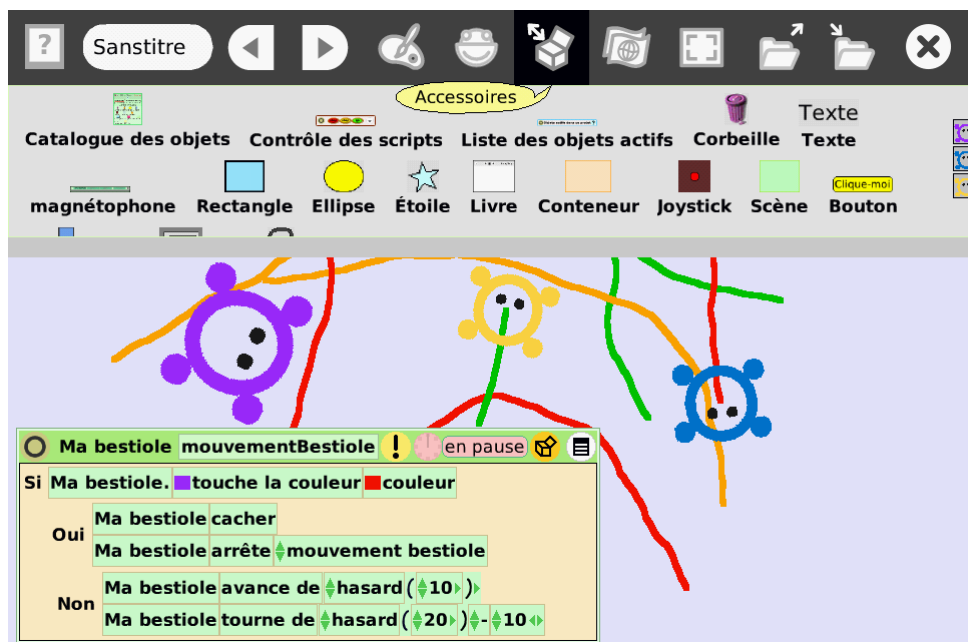 ?
Sanstitre
Accessoires
Texte
Catalogue des objets Contrôle des scripts Liste des objets actifs Corbeille Texte
Clique-moi
magnétophone Rectangle Ellipse Étoile Livre Conteneur Joystick Scène Bouton
Ma bestiole mouvementBestiole ! en pause
Si Ma bestiole. touche la couleur couleur
Oui
Ma bestiole cacher
Ma bestiole arrête mouvement bestiole
Non
Ma bestiole avance de hasard ( 10 )
Ma bestiole tourne de hasard ( 20 ) - 10